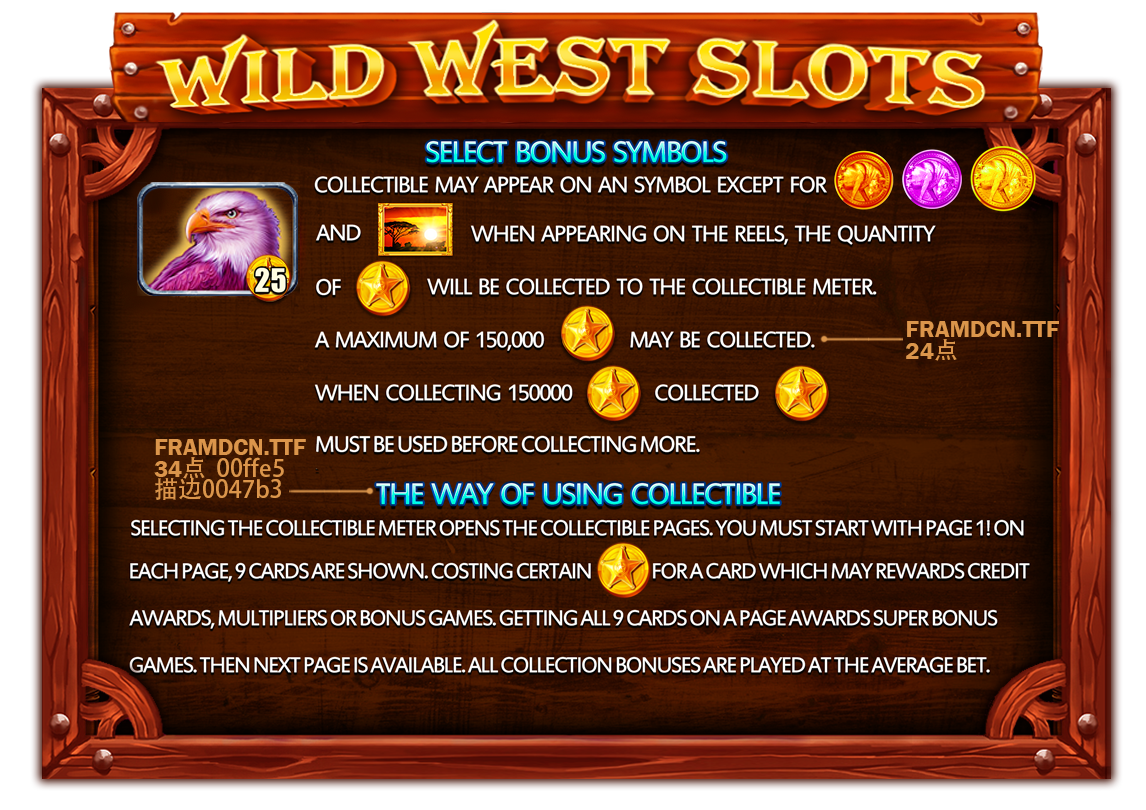 WILD WEST SLOTS
SELECT BONUS SYMBOLS
COLLECTIBLE MAY APPEAR ON AN SYMBOL EXCEPT FOR
AND WHEN APPEARING ON THE REELS, THE QUANTITY
25
OF WILL BE COLLECTED TO THE COLLECTIBLE METER.
A MAXIMUM OF 150,000 MAY BE COLLECTED.
FRAMDCN.TTF
24点
WHEN COLLECTING 150000 COLLECTED
MUST BE USED BEFORE COLLECTING MORE.
FRAMDCN.TTF
34点 00ffe5
描边0047b3
THE WAY OF USING COLLECTIBLE
SELECTING THE COLLECTIBLE METER OPENS THE COLLECTIBLE PAGES. YOU MUST START WITH PAGE 1! ON
EACH PAGE, 9 CARDS ARE SHOWN. COSTING CERTAIN FOR A CARD WHICH MAY REWARDS CREDIT
AWARDS, MULTIPLIERS OR BONUS GAMES. GETTING ALL 9 CARDS ON A PAGE AWARDS SUPER BONUS
GAMES. THEN NEXT PAGE IS AVAILABLE. ALL COLLECTION BONUSES ARE PLAYED AT THE AVERAGE BET.